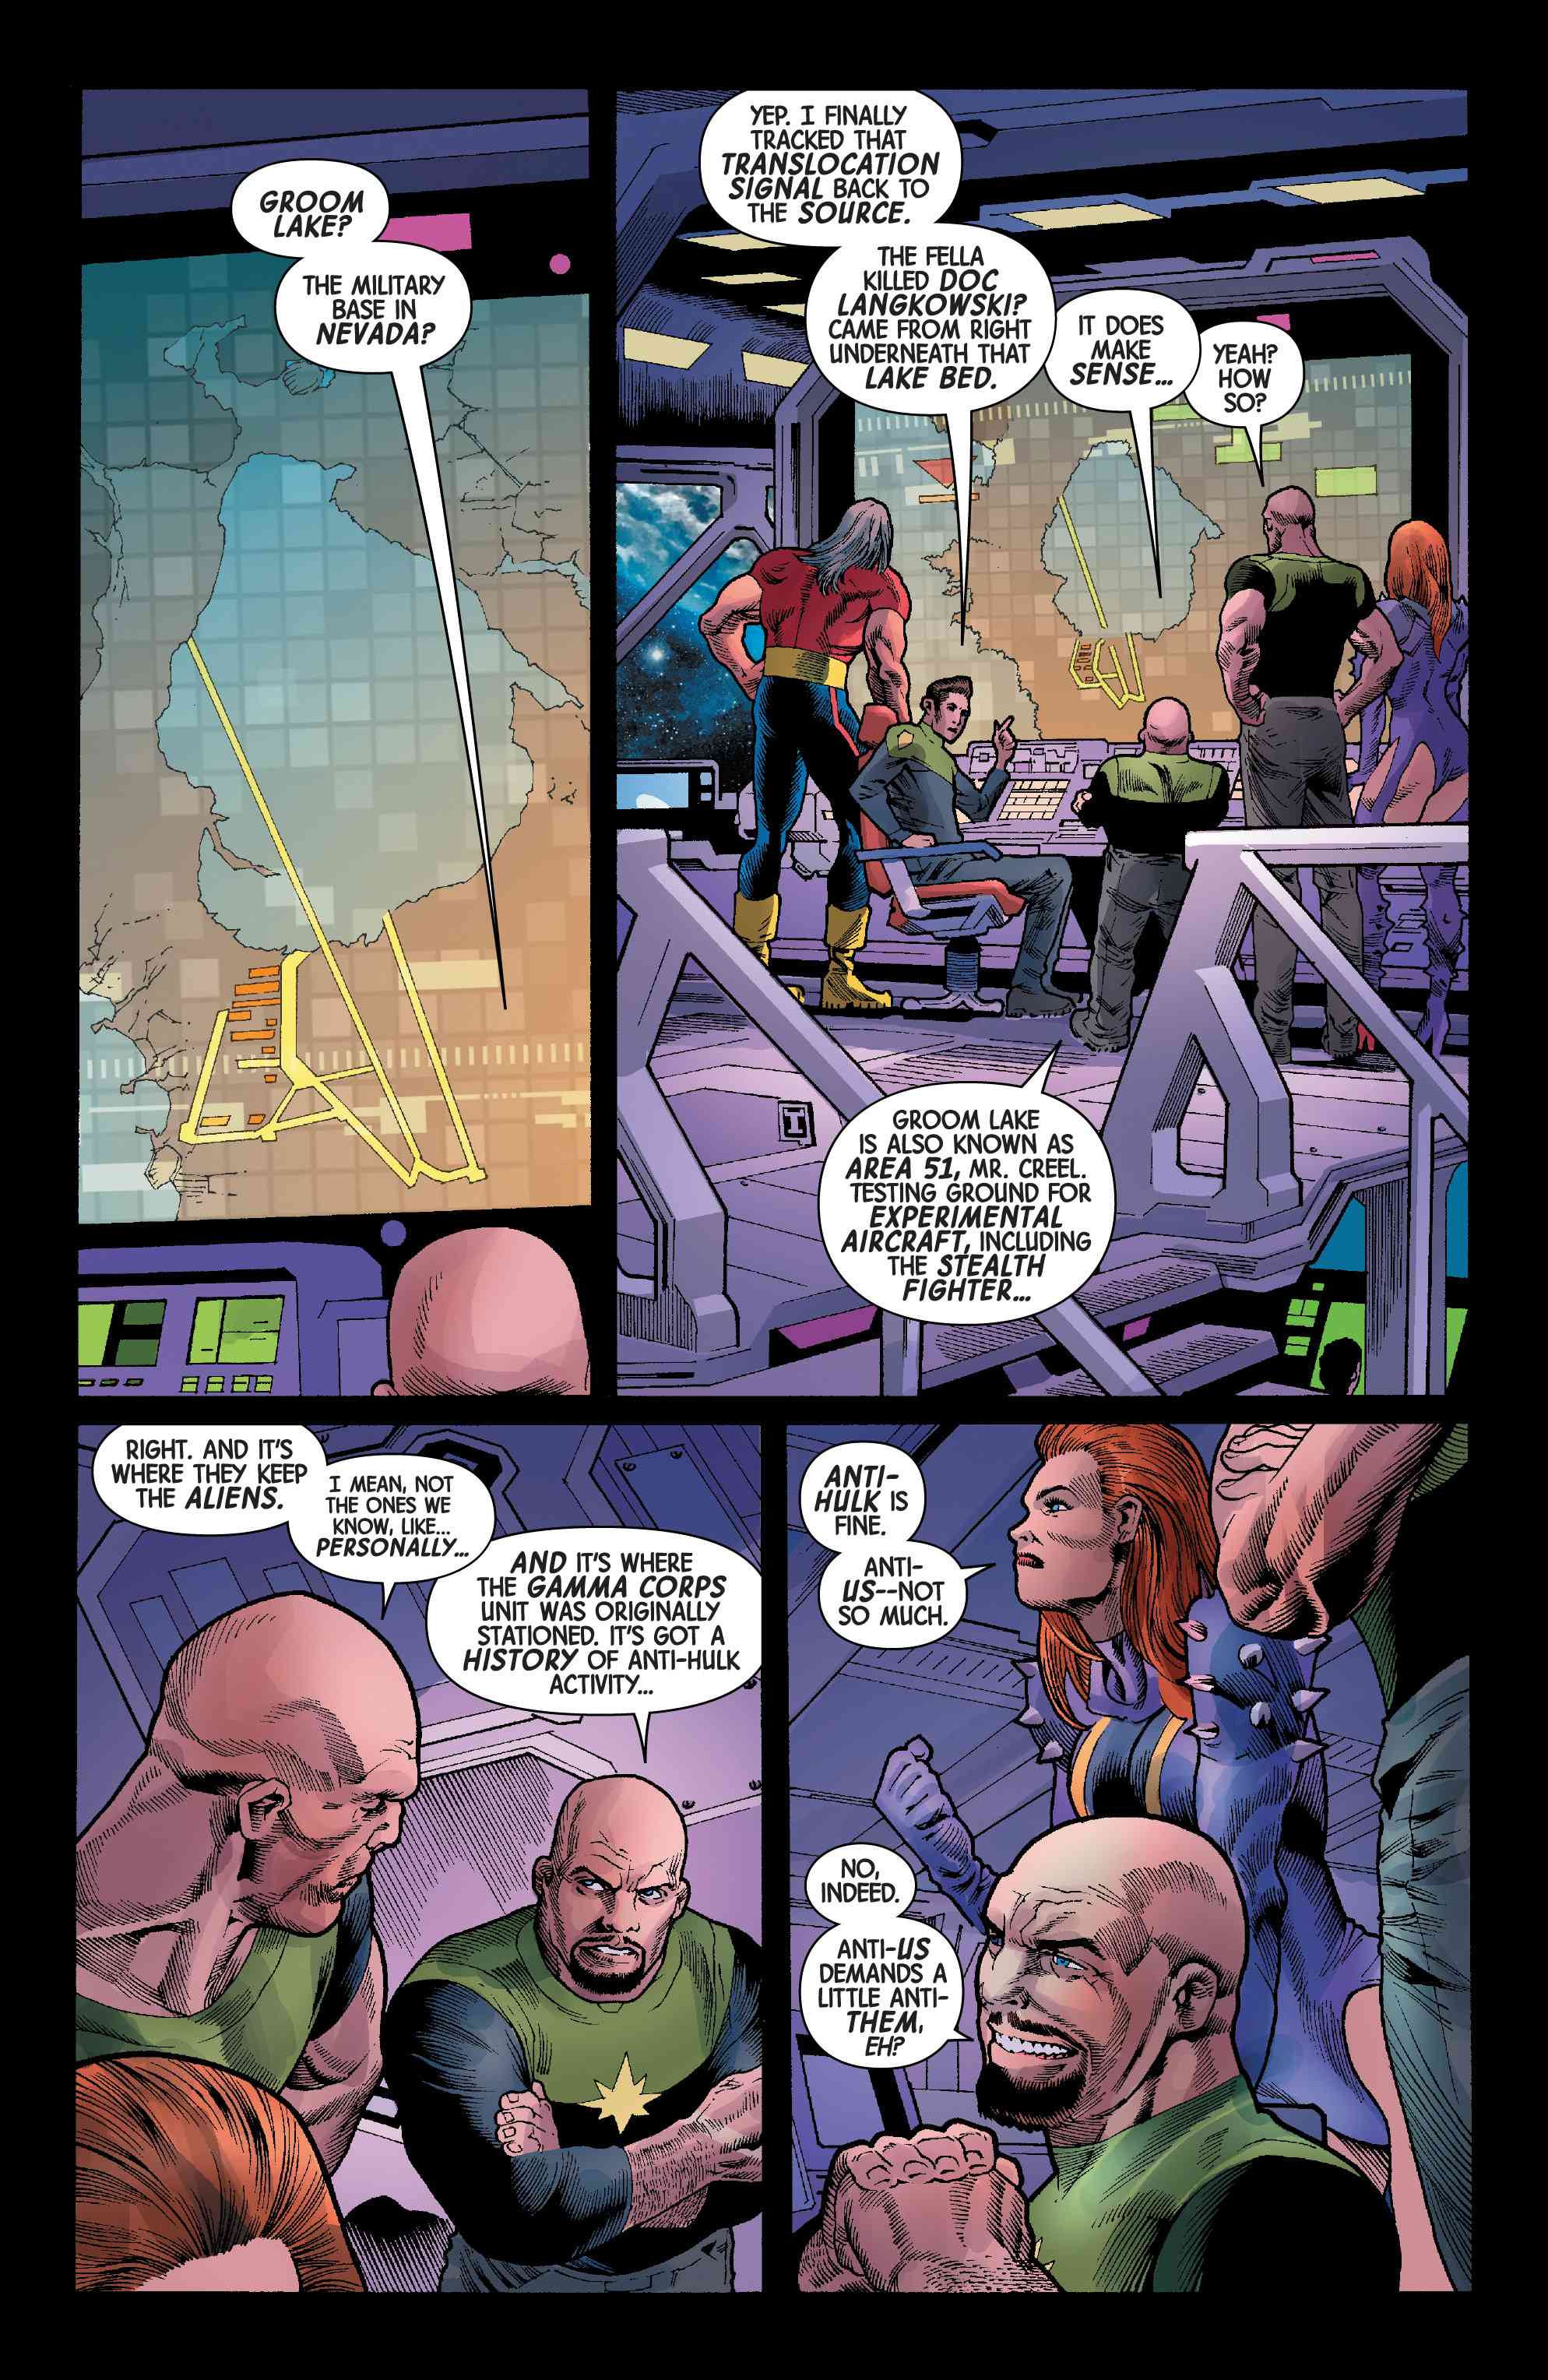 GROOM
LAKE?
THE MILITARY
BASE IN
NEVADA?
YEP. I FINALLY
TRACKED THAT
TRANSLOCATION
SIGNAL BACK TO
THE SOURCE.
THE FELLA
KILLED DOC
LANGKOWSKI?
CAME FROM RIGHT
UNDERNEATH THAT
LAKE BED.
IT DOES
MAKE
SENSE...
YEAH?
HOW
SO?
I
GROOM LAKE
IS ALSO KNOWN AS
AREA 51, MR. CREEL.
TESTING GROUND FOR
EXPERIMENTAL
AIRCRAFT, INCLUDING
THE STEALTH
FIGHTER...
RIGHT. AND IT'S
WHERE THEY KEEP
THE ALIENS.
I MEAN, NOT
THE ONES WE
KNOW, LIKE...
PERSONALLY...
AND IT'S WHERE
THE GAMMA CORPS
UNIT WAS ORIGINALLY
STATIONED. IT'S GOT A
HISTORY OF ANTI-HULK
ACTIVITY...
ANTI-
HULK IS
FINE.
ANTI-
US--NOT
SO MUCH.
NO,
INDEED.
ANTI-US
DEMANDS A
LITTLE ANTI-
THEM,
EH?